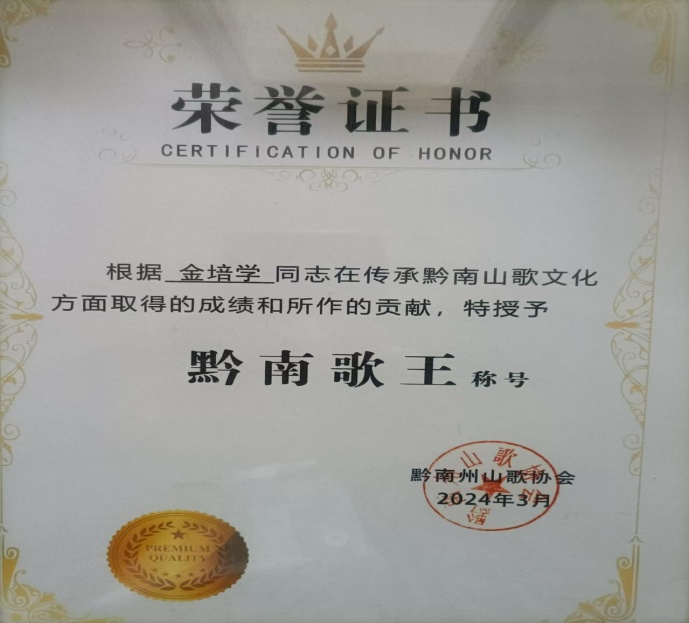 荣誉证书
CERTIFICATION OF HONOR
根据 金培学 同志在传承黔南山歌文化
方面取得的成绩和所作的贡献，特授予
黔南歌王 称号
黔南州山歌协会
2024年3月
PREMIUM
QUALITY